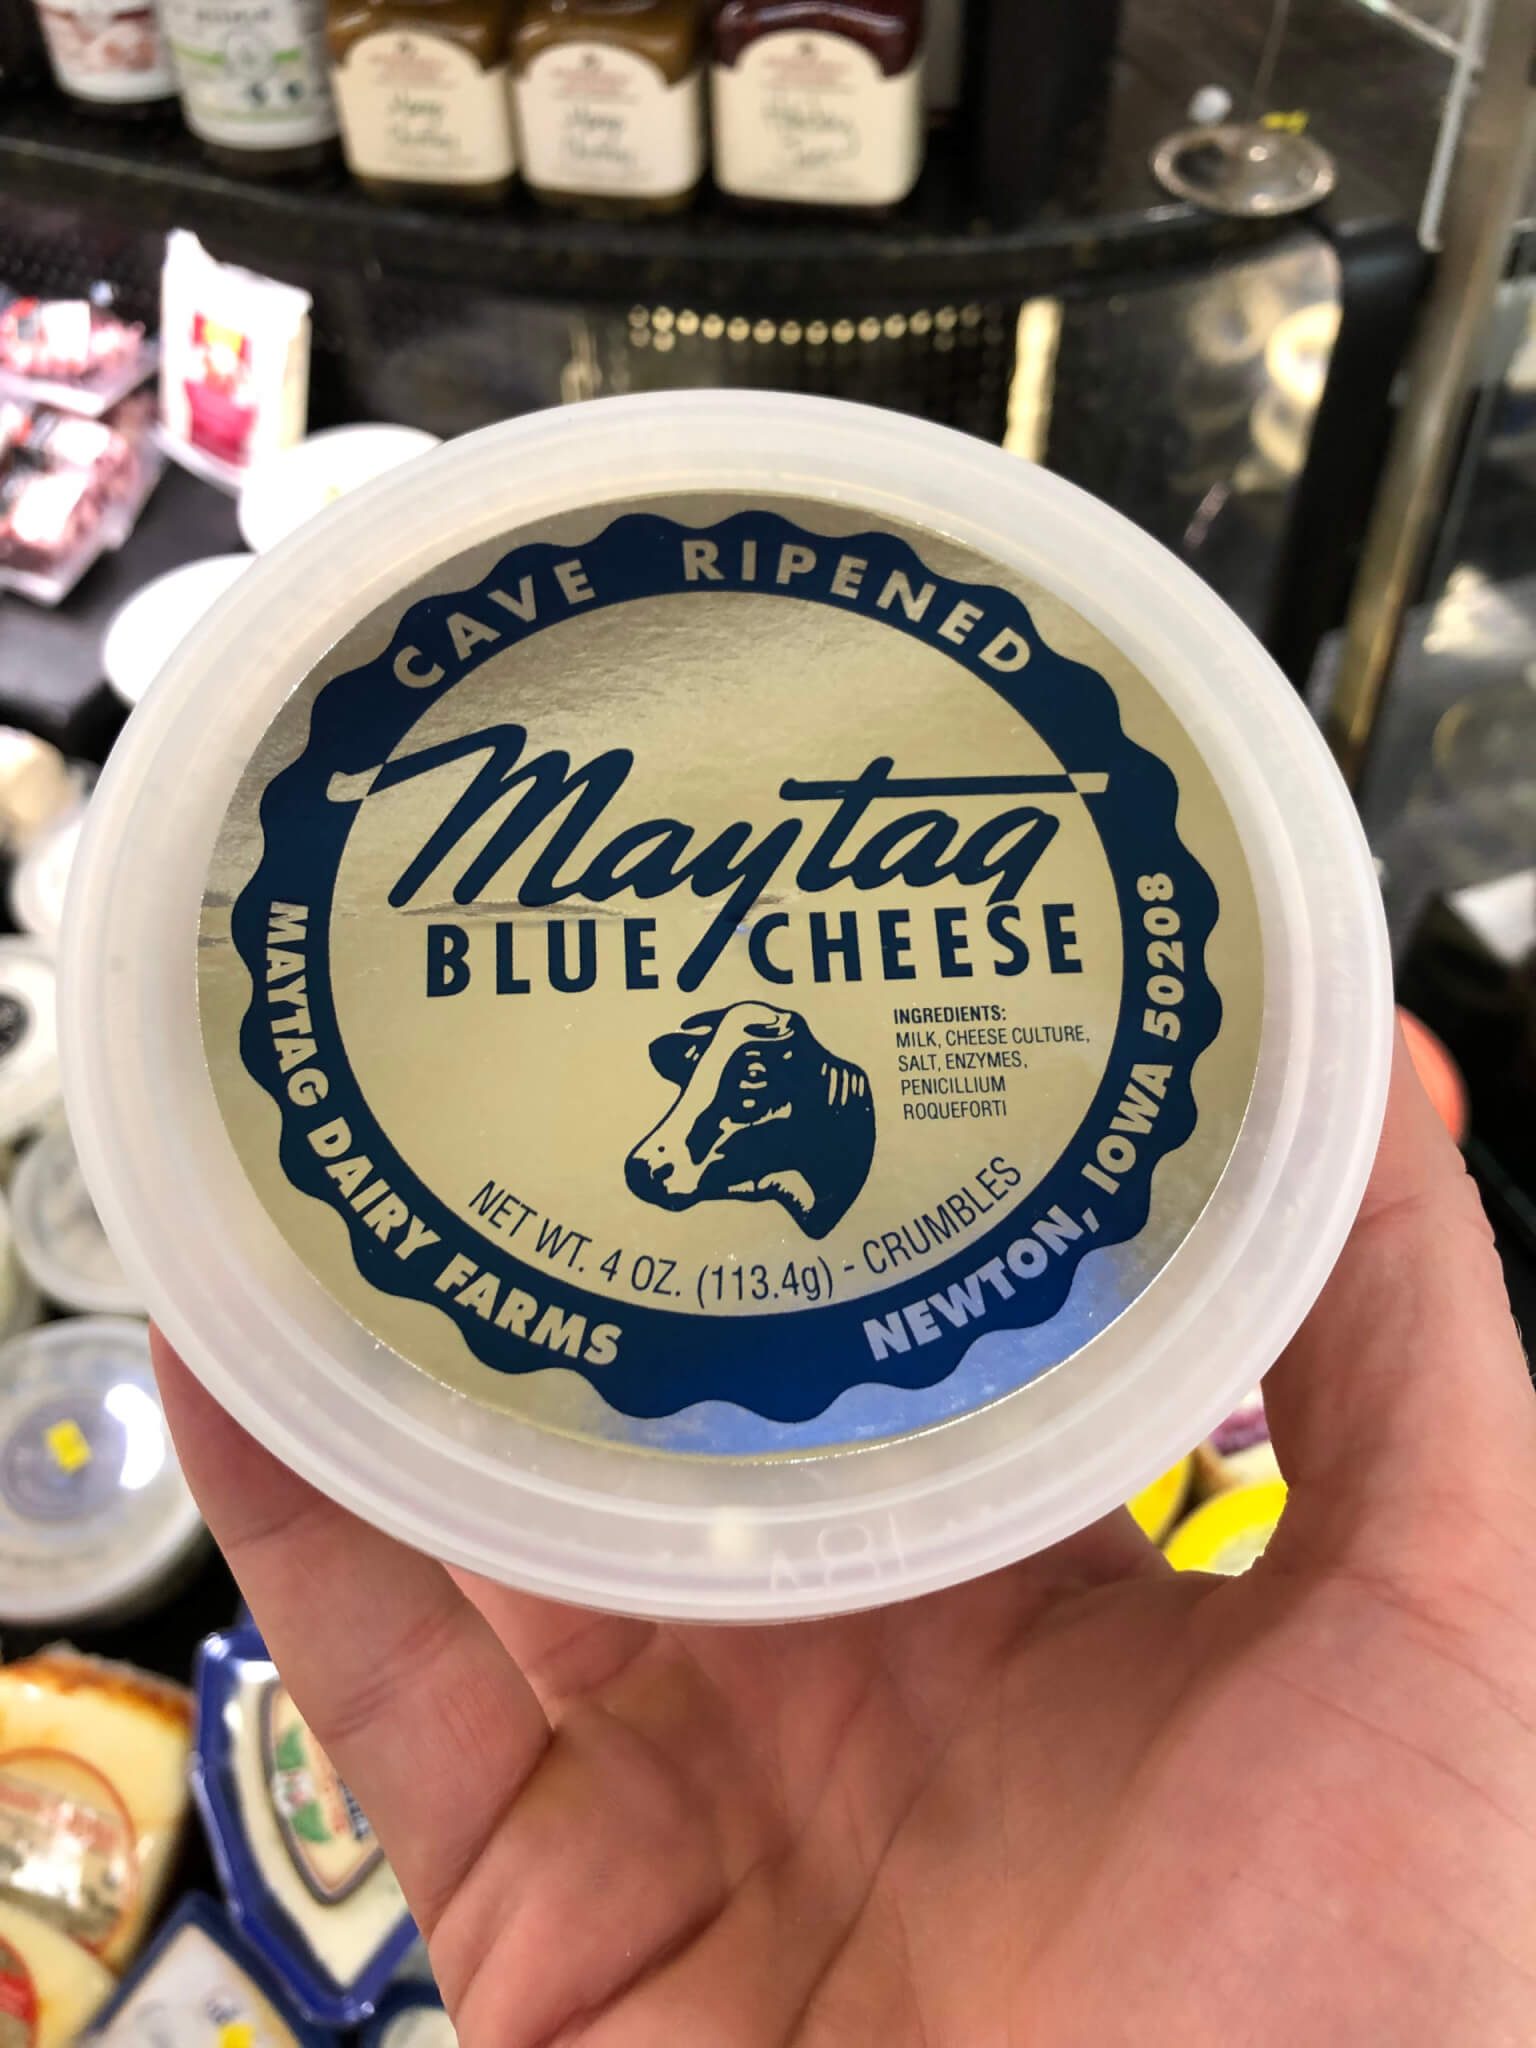 CAVE RIPENED
Maytag
BLUE CHEESE
INGREDIENTS:
MILK, CHEESE CULTURE,
SALT, ENZYMES,
PENICILLIUM
ROQUEFORTI
NET WT. 4 OZ. (113.4g) - CRUMBLES
MAYTAG DAIRY FARMS
NEWTON, IOWA 50208